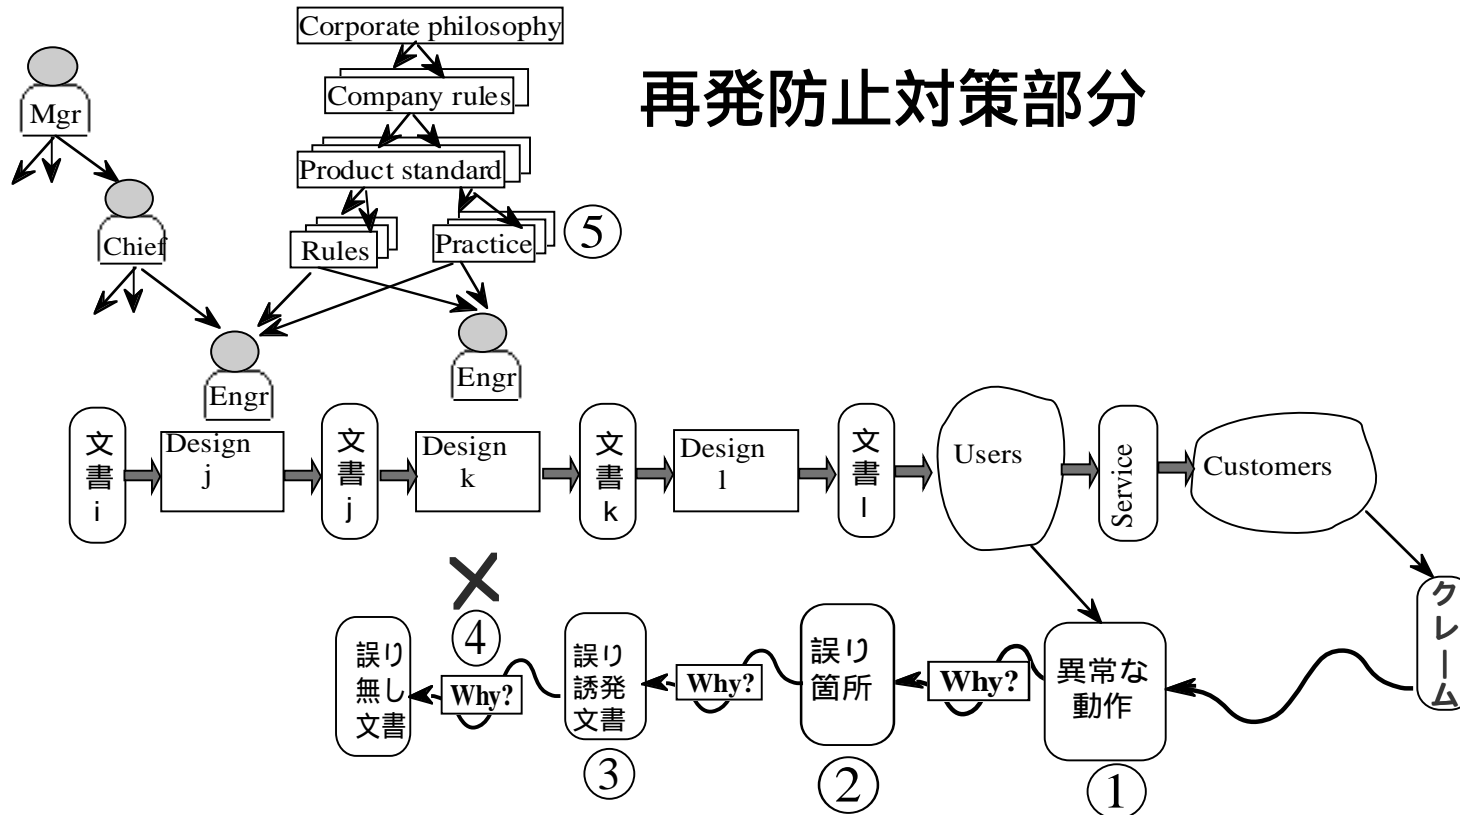 Corporate philosophy
再発防止対策部分
Company rules
Mgr
Product standard
Chief
Rules
Practice
⑤
Engr
Engr
文
書
i
Design
j
文
書
j
Design
k
文
書
k
Design
l
文
書
l
Users
Service
Customers
クレーム
④
誤り
無し
文書
Why?
誤り
誘発
文書
Why?
誤り
箇所
Why?
異常な
動作
③
②
①